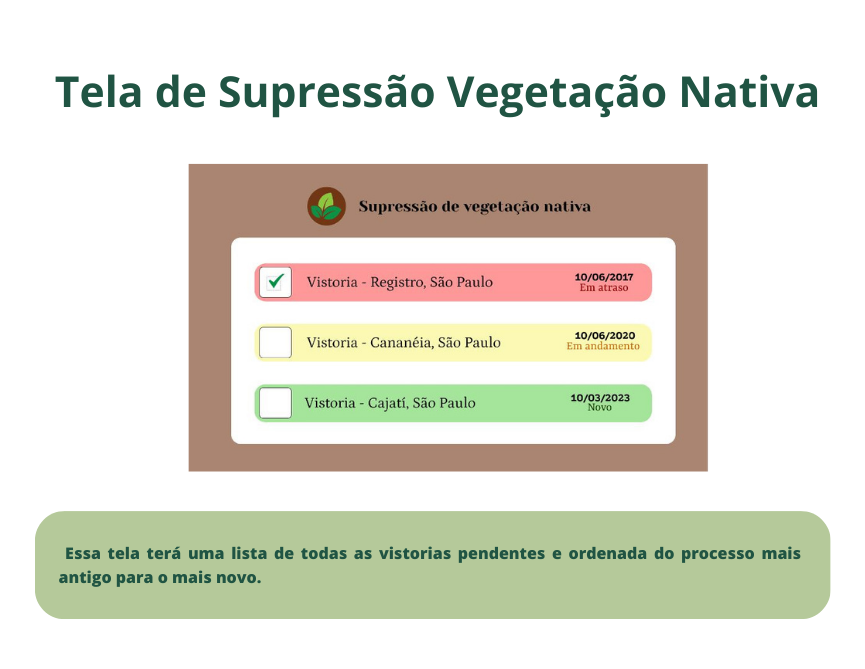 Tela de Supressão Vegetação Nativa
Supressão de vegetação nativa
Vistoria - Registro, São Paulo
10/06/2017
Em atraso
Vistoria - Cananéia, São Paulo
10/06/2020
Em andamento
Vistoria - Cajatí, São Paulo
10/03/2023
Novo
Essa tela terá uma lista de todas as vistorias pendentes e ordenada do processo mais
antigo para o mais novo.